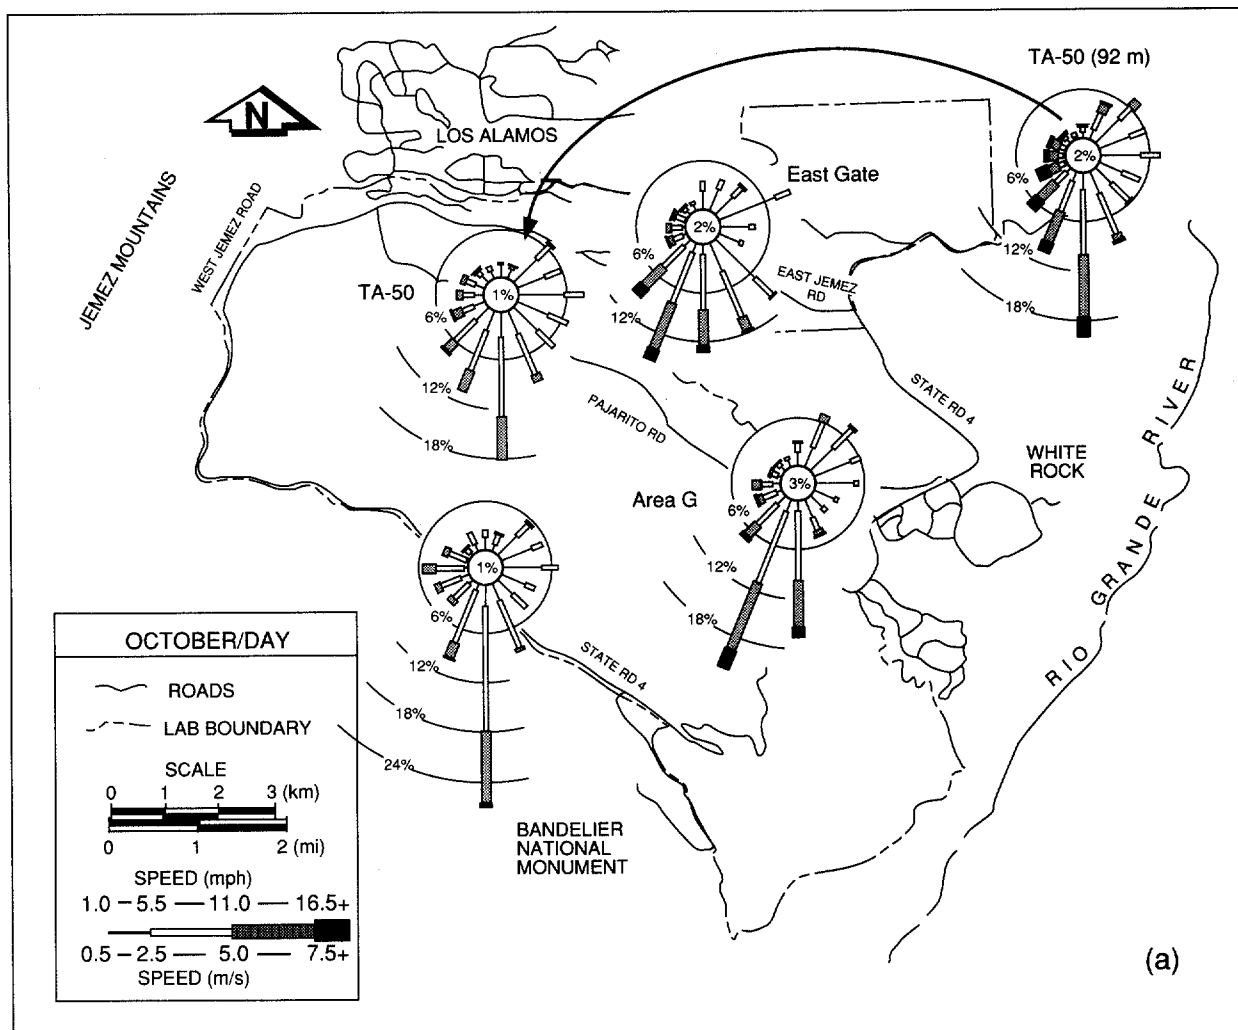 TA-50 (92 m)
N
LOS ALAMOS
East Gate
2%
6%
12%
18%
JEMEZ MOUNTAINS
WEST JEMEZ ROAD
2%
6%
12%
EAST JEMEZ
RD
TA-50
1%
6%
12%
18%
PAJARITO RD
STATE RD 4
WHITE
ROCK
RIO GRANDE RIVER
Area G
3%
6%
12%
18%
1%
6%
12%
18%
24%
STATE RD 4
BANDELIER
NATIONAL
MONUMENT
OCTOBER/DAY
ROADS
LAB BOUNDARY
SCALE
0 1 2 3 (km)
0 1 2 (mi)
SPEED (mph)
1.0 – 5.5 — 11.0 — 16.5+
0.5 – 2.5 — 5.0 — 7.5+
SPEED (m/s)
(a)